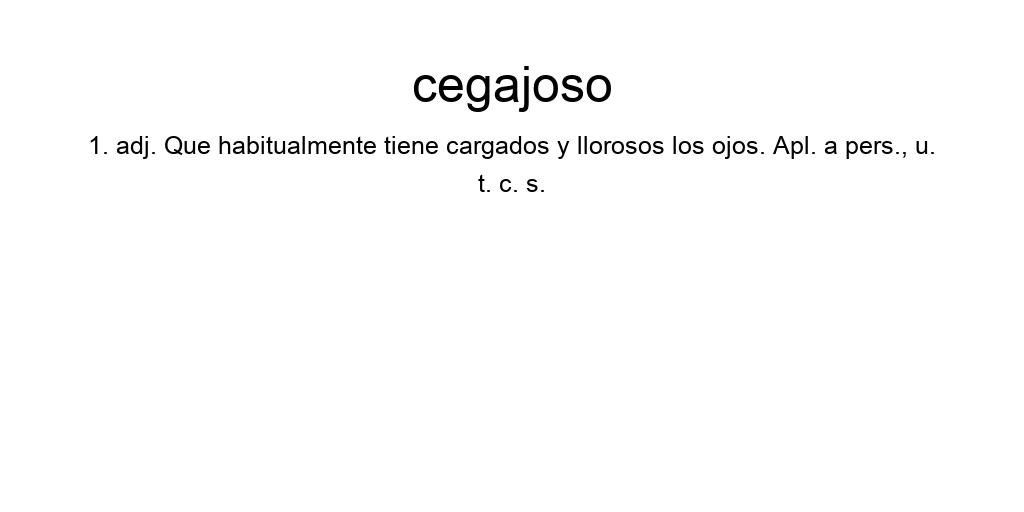 cegajoso
1. adj. Que habitualmente tiene cargados y llorosos los ojos. Apl. a pers., u.
t. c. s.